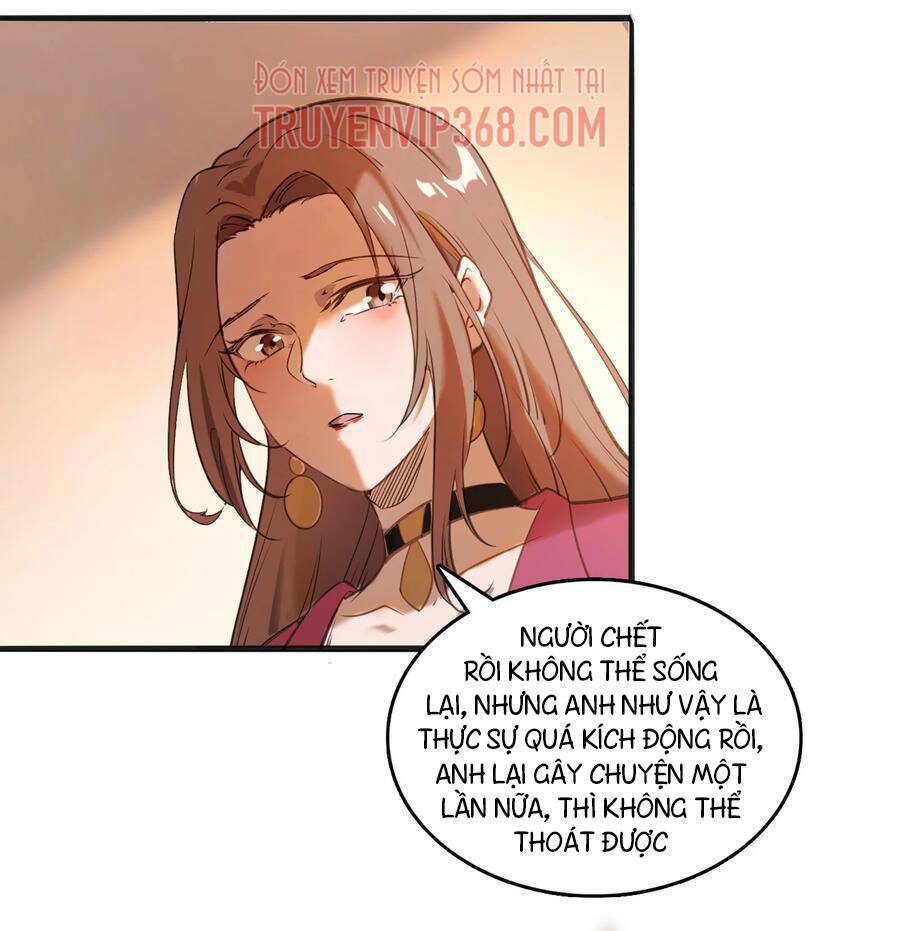 ĐÓN XEM TRUYỆN SỚM NHẤT TẠI
TRUYENVIP368.COM
NGƯỜI CHẾT
RỒI KHÔNG THỂ SỐNG
LẠI, NHƯNG ANH NHƯ VẬY LÀ
THỰC SỰ QUÁ KÍCH ĐỘNG RỒI,
ANH LẠI GÂY CHUYỆN MỘT
LẦN NỮA, THÌ KHÔNG THỂ
THOÁT ĐƯỢC